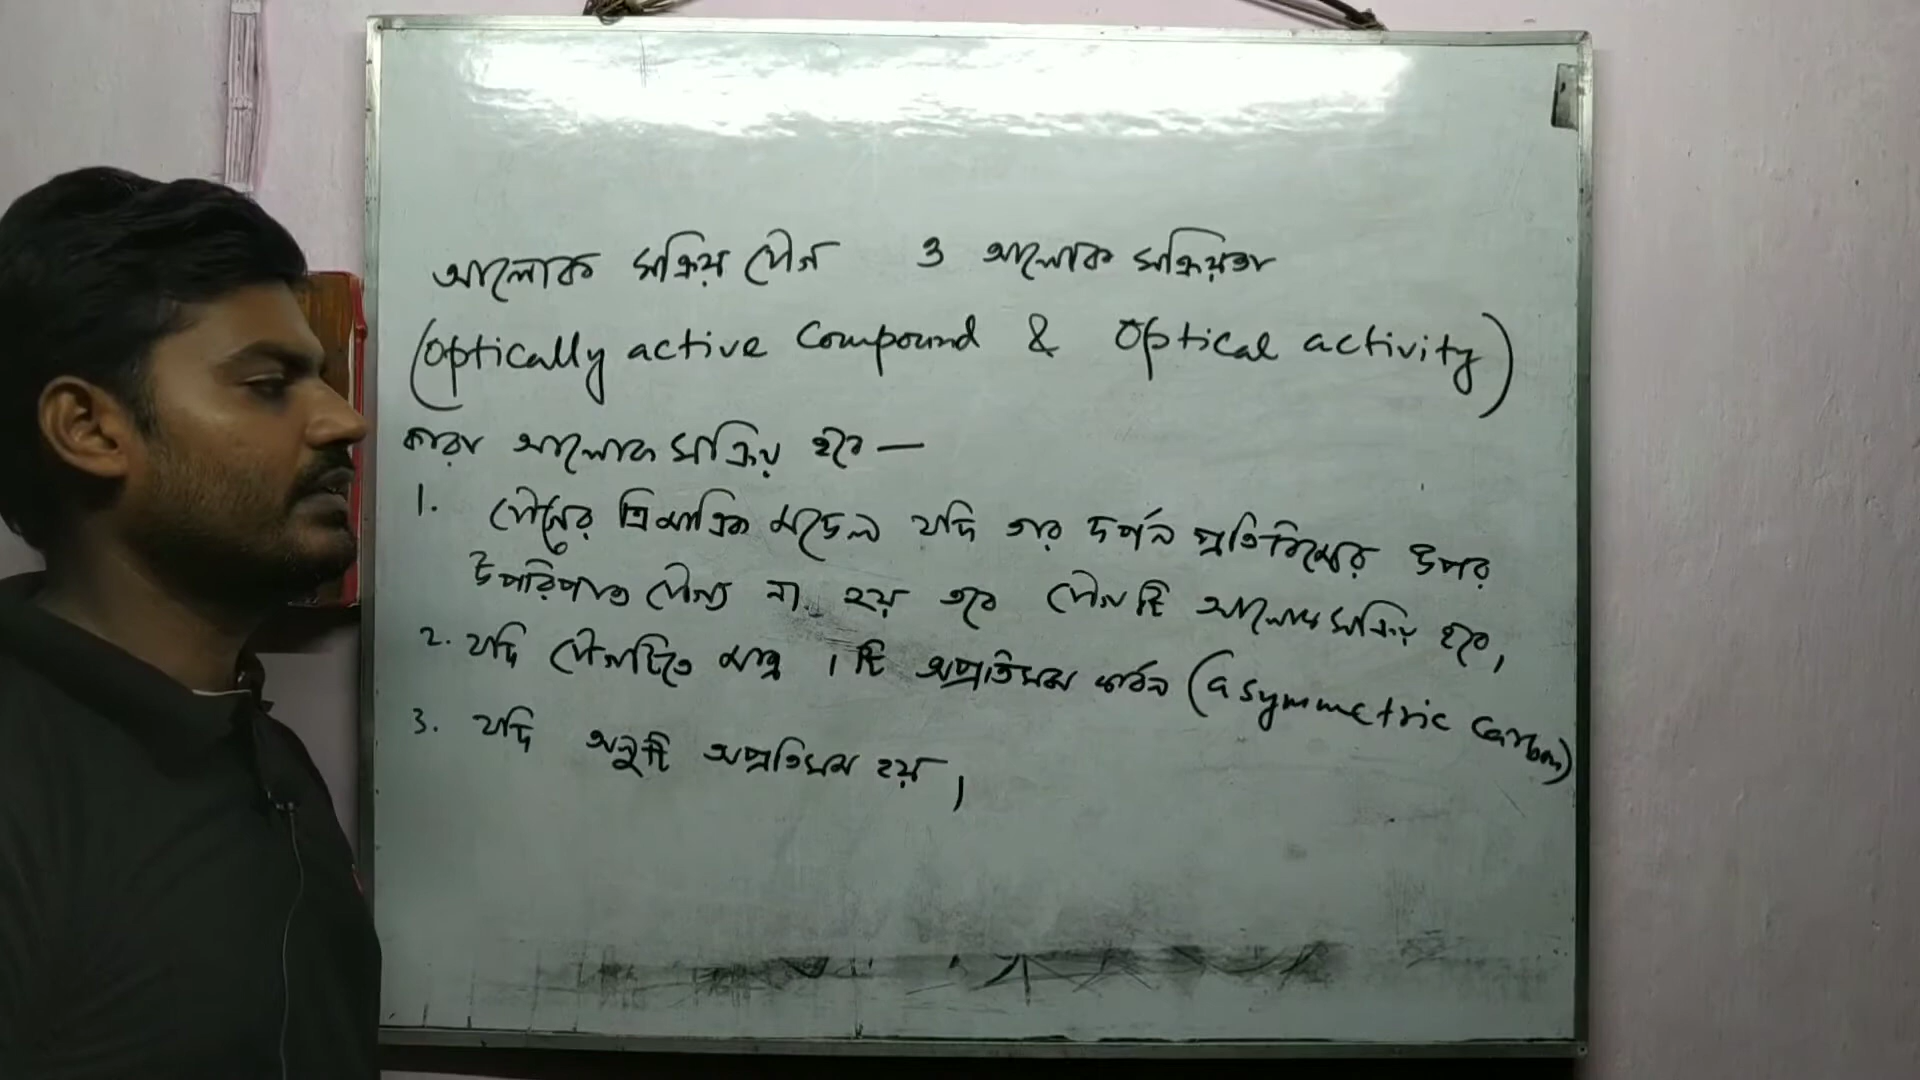 আলোক সক্রিয় যৌগ ও আলোক সক্রিয়তা
(Optically active Compound & Optical activity)
কারা আলোক সক্রিয় হবে —
1. যৌগের ত্রিমাত্রিক মডেল যদি তার দর্পন প্রতিবিম্বের উপর
উপরিপাত যোগ্য না হয় তবে যৌগটি আলোক সক্রিয় হবে,
2. যদি যৌগটিতে মাত্র 1 টি অপ্রতিসম কার্বন (asymmetric carbon)
3. যদি অনুটি অপ্রতিসম হয়,